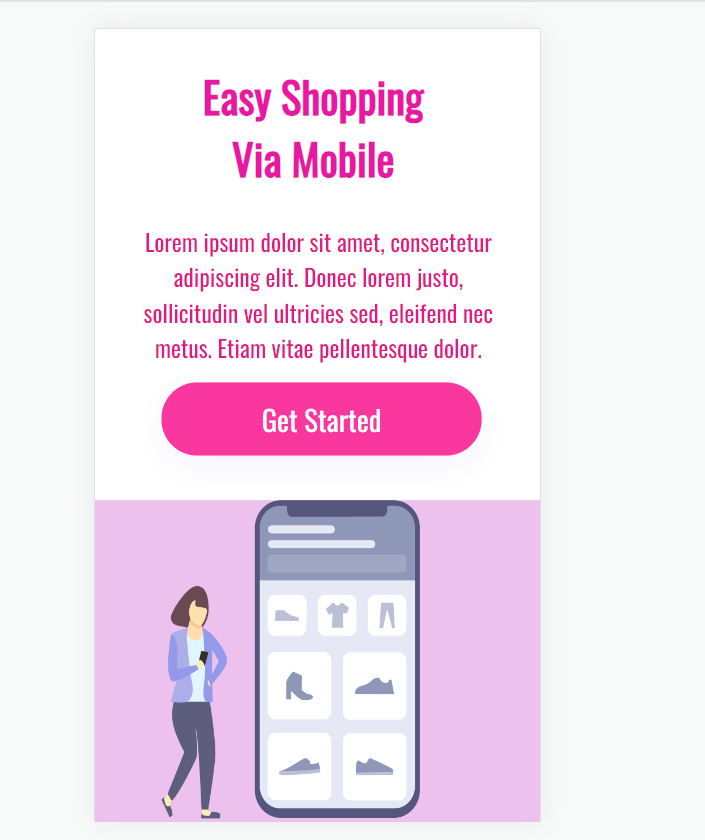 Easy Shopping
Via Mobile
Lorem ipsum dolor sit amet, consectetur
adipiscing elit. Donec lorem justo,
sollicitudin vel ultricies sed, eleifend nec
metus. Etiam vitae pellentesque dolor.
Get Started